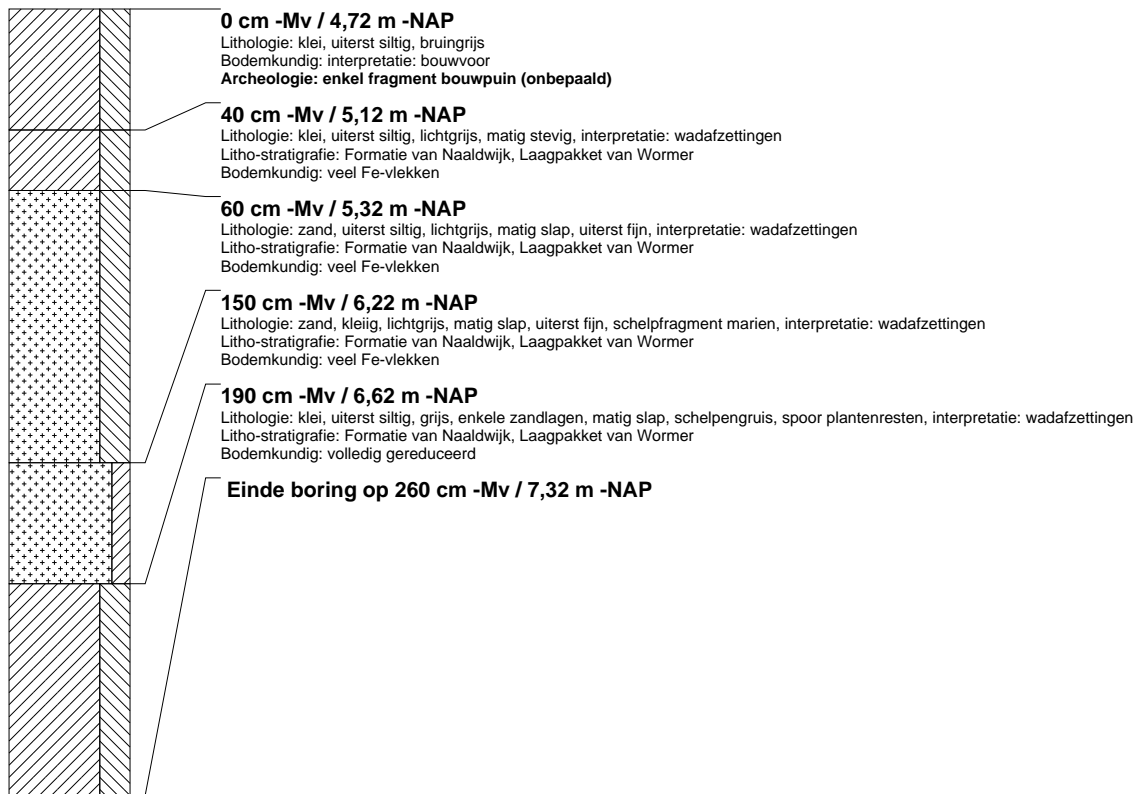 0 cm -Mv / 4,72 m -NAP
Lithologie: klei, uiterst siltig, bruingrijs
Bodemkundig: interpretatie: bouwvoor
Archeologie: enkel fragment bouwpuin (onbepaald)
40 cm -Mv / 5,12 m -NAP
Lithologie: klei, uiterst siltig, lichtgrijs, matig stevig, interpretatie: wadafzettingen
Litho-stratigrafie: Formatie van Naaldwijk, Laagpakket van Wormer
Bodemkundig: veel Fe-vlekken
60 cm -Mv / 5,32 m -NAP
Lithologie: zand, uiterst siltig, lichtgrijs, matig slap, uiterst fijn, interpretatie: wadafzettingen
Litho-stratigrafie: Formatie van Naaldwijk, Laagpakket van Wormer
Bodemkundig: veel Fe-vlekken
150 cm -Mv / 6,22 m -NAP
Lithologie: zand, kleiig, lichtgrijs, matig slap, uiterst fijn, schelpfragment marien, interpretatie: wadafzettingen
Litho-stratigrafie: Formatie van Naaldwijk, Laagpakket van Wormer
Bodemkundig: veel Fe-vlekken
190 cm -Mv / 6,62 m -NAP
Lithologie: klei, uiterst siltig, grijs, enkele zandlagen, matig slap, schelpengruis, spoor plantenresten, interpretatie: wadafzettingen
Litho-stratigrafie: Formatie van Naaldwijk, Laagpakket van Wormer
Bodemkundig: volledig gereduceerd
Einde boring op 260 cm -Mv / 7,32 m -NAP